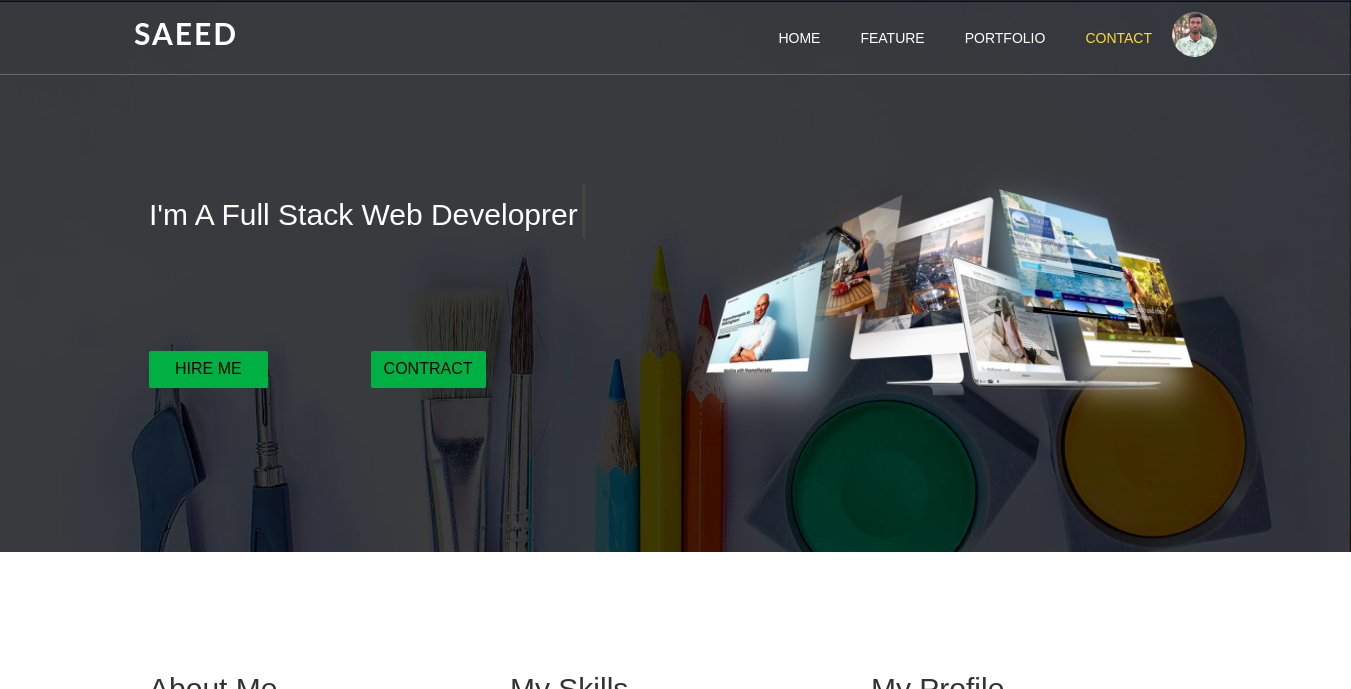 SAEED
HOME FEATURE PORTFOLIO CONTACT
I'm A Full Stack Web Developrer
HIRE ME CONTRACT
About Me My Skills My Profile